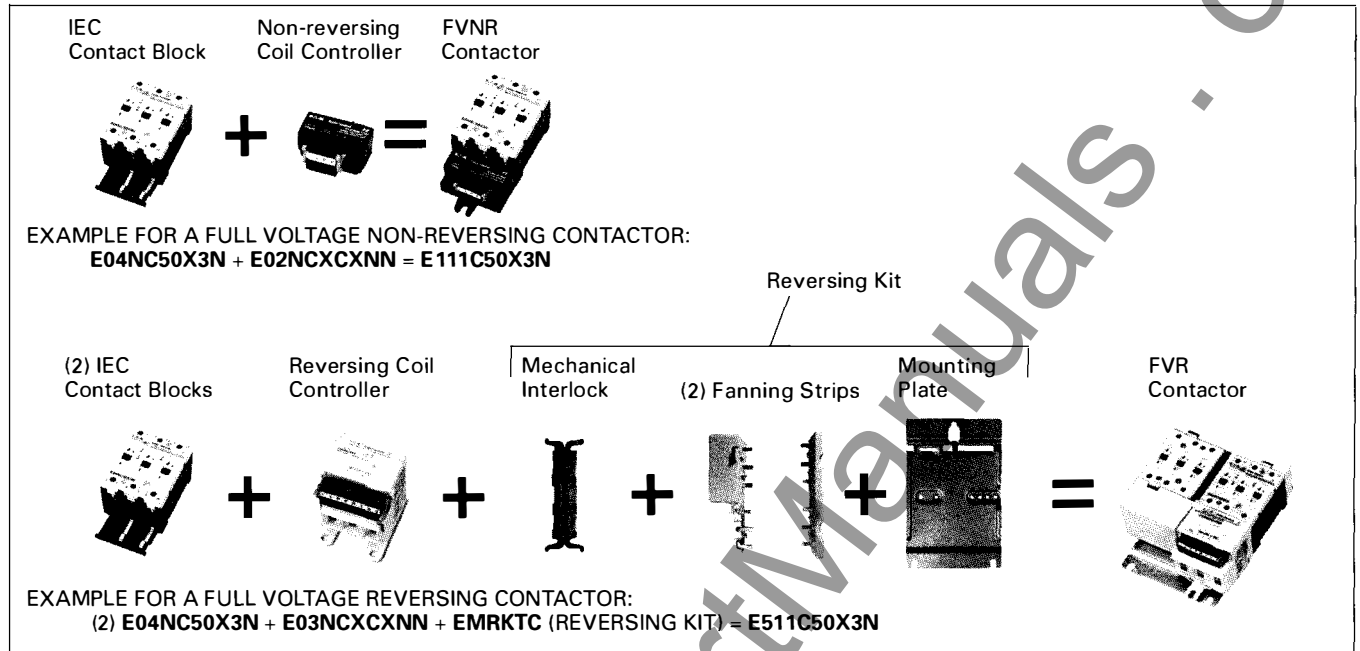 IEC
Contact Block
Non-reversing
Coil Controller
FVNR
Contactor
+
=
EXAMPLE FOR A FULL VOLTAGE NON-REVERSING CONTACTOR:
E04NC50X3N + E02NCXCXNN = E111C50X3N
Reversing Kit
(2) IEC
Contact Blocks
Reversing Coil
Controller
Mechanical
Interlock
(2) Fanning Strips
Mounting
Plate
FVR
Contactor
+
+
+
+
=
EXAMPLE FOR A FULL VOLTAGE REVERSING CONTACTOR:
(2) E04NC50X3N + E03NCXCXNN + EMRKTC (REVERSING KIT) = E511C50X3N